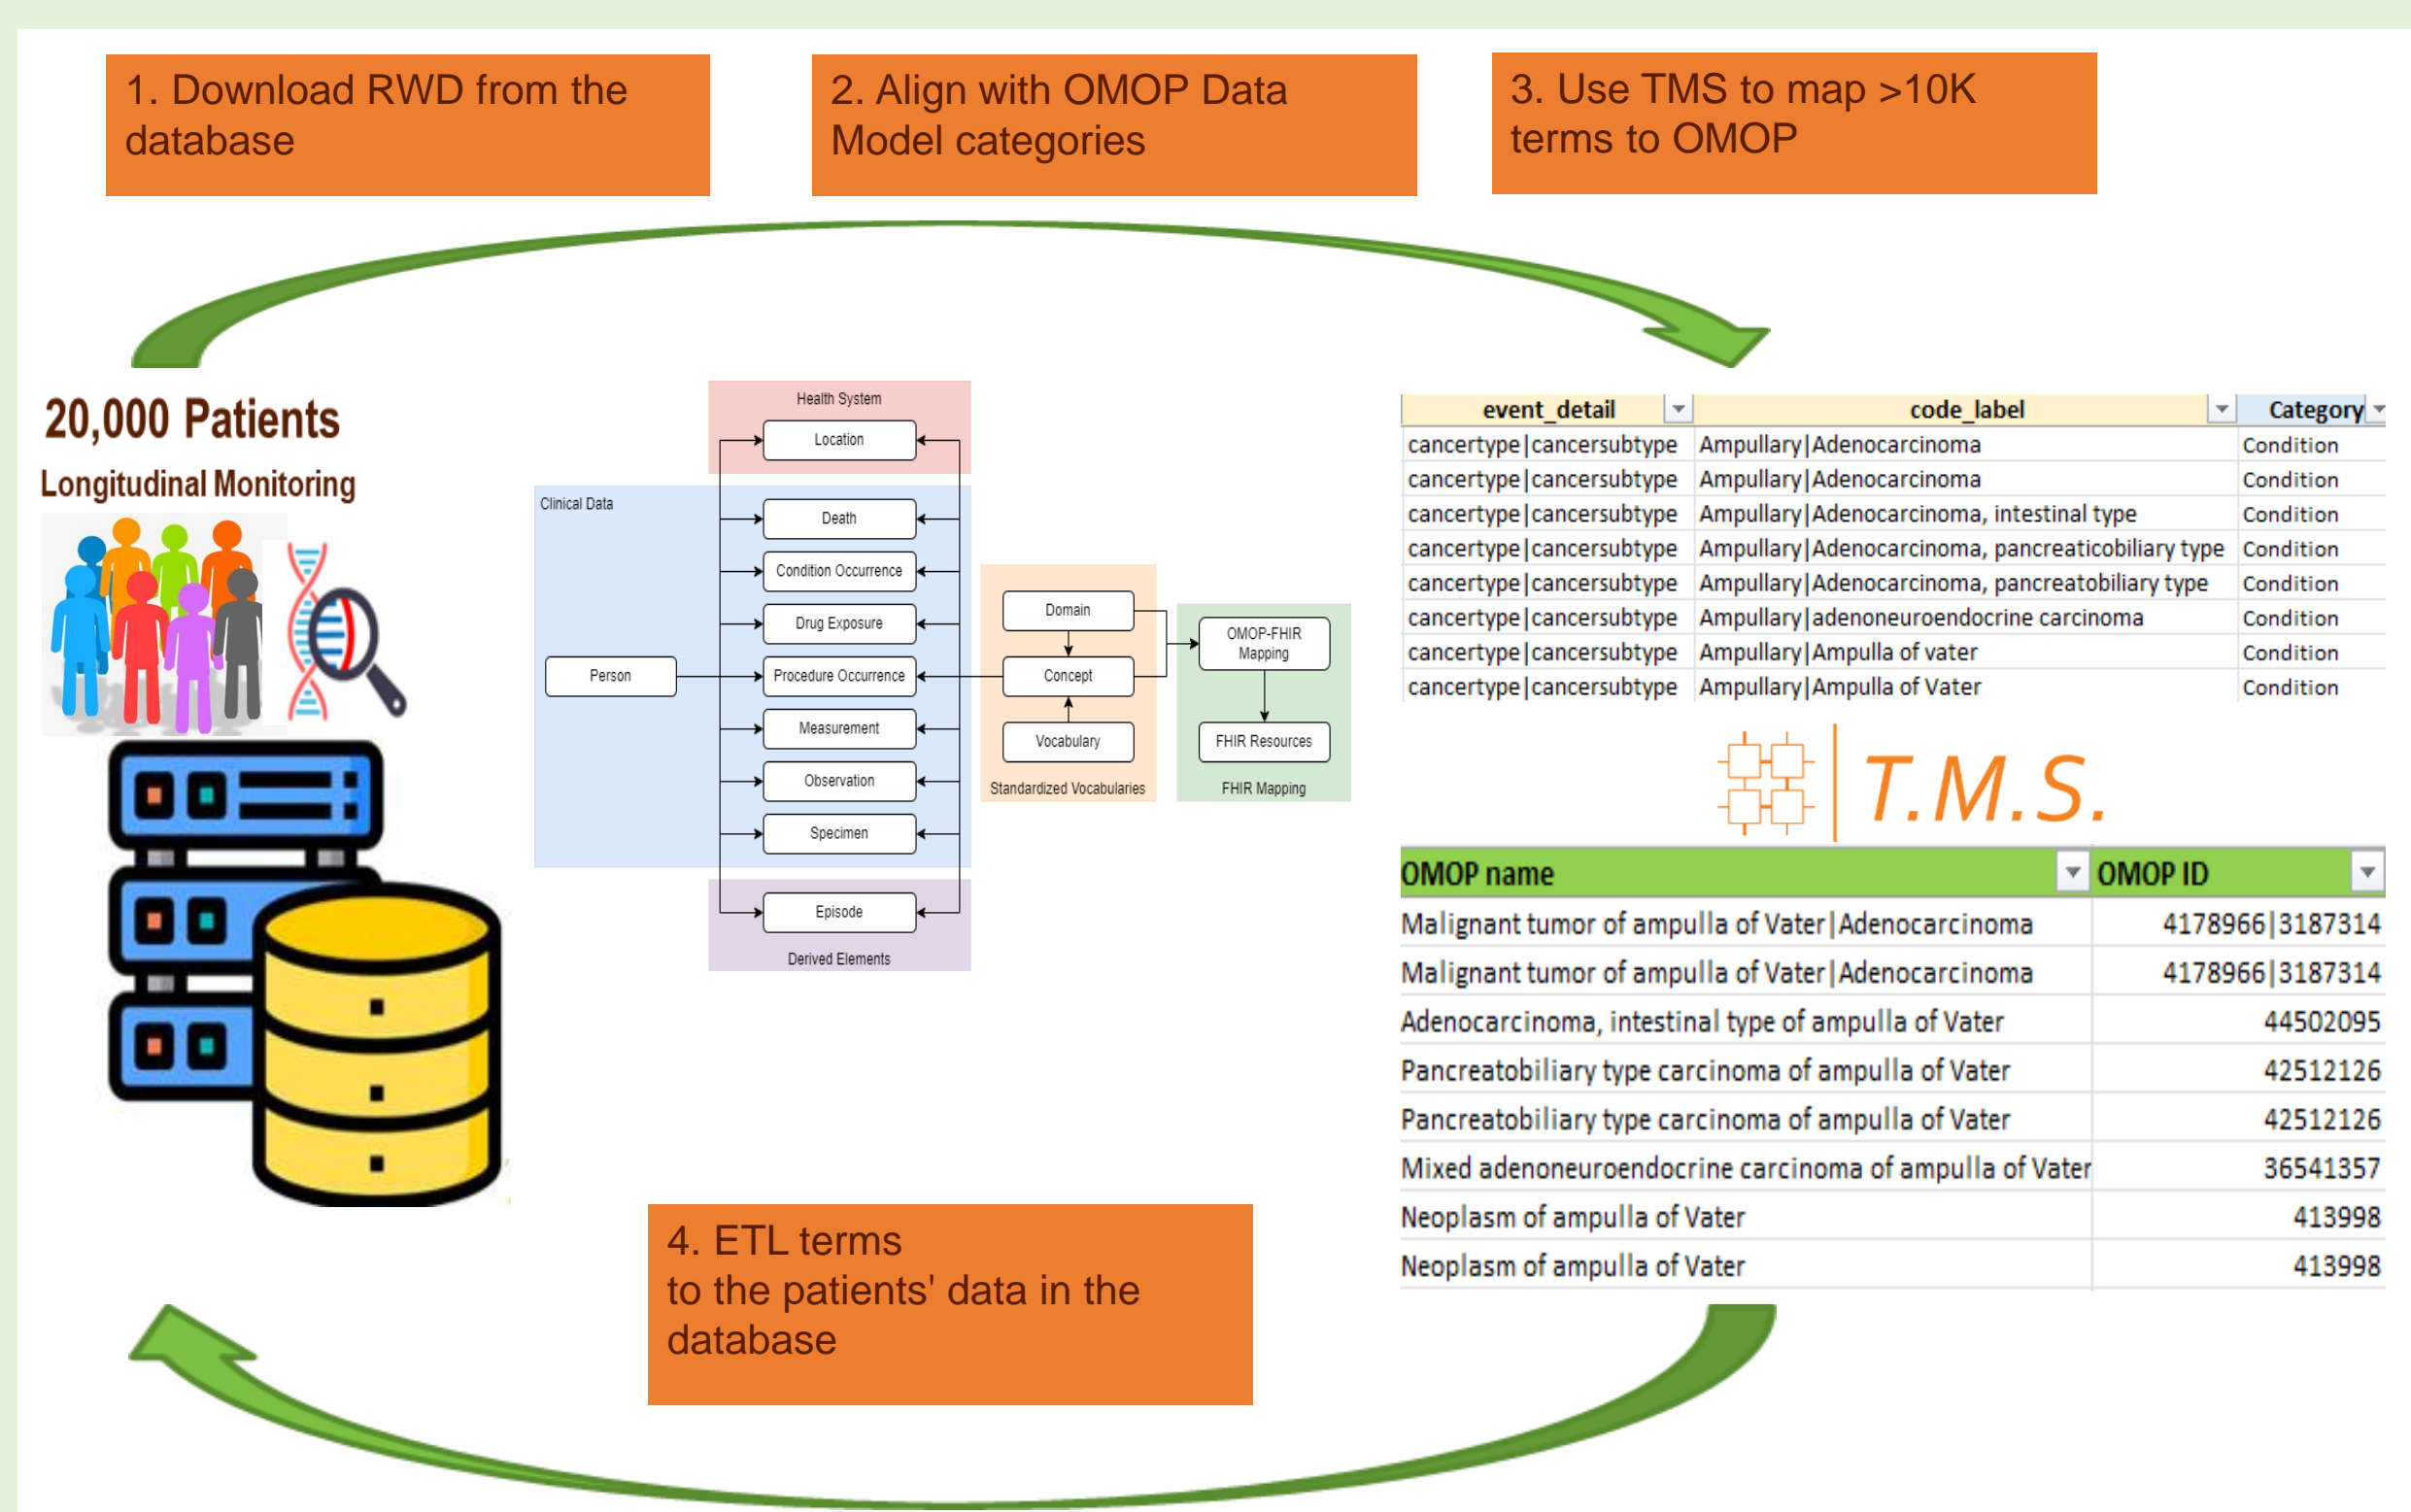 1. Download RWD from the
database
2. Align with OMOP Data
Model categories
3. Use TMS to map >10K
terms to OMOP
20,000 Patients
Longitudinal Monitoring
Health System
Location
Clinical Data
Death
Condition Occurrence
Drug Exposure
Person
Procedure Occurrence
Measurement
Observation
Specimen
Episode
Derived Elements
Domain
Concept
Vocabulary
Standardized Vocabularies
OMOP-FHIR
Mapping
FHIR Resources
FHIR Mapping
event_detail code_label Category
cancertype|cancersubtype Ampullary|Adenocarcinoma Condition
cancertype|cancersubtype Ampullary|Adenocarcinoma Condition
cancertype|cancersubtype Ampullary|Adenocarcinoma, intestinal type Condition
cancertype|cancersubtype Ampullary|Adenocarcinoma, pancreaticobiliary type Condition
cancertype|cancersubtype Ampullary|Adenocarcinoma, pancreatobiliary type Condition
cancertype|cancersubtype Ampullary|adenoneuroendocrine carcinoma Condition
cancertype|cancersubtype Ampullary|Ampulla of vater Condition
cancertype|cancersubtype Ampullary|Ampulla of Vater Condition
T.M.S.
OMOP name OMOP ID
Malignant tumor of ampulla of Vater|Adenocarcinoma 4178966|3187314
Malignant tumor of ampulla of Vater|Adenocarcinoma 4178966|3187314
Adenocarcinoma, intestinal type of ampulla of Vater 44502095
Pancreatobiliary type carcinoma of ampulla of Vater 42512126
Pancreatobiliary type carcinoma of ampulla of Vater 42512126
Mixed adenoneuroendocrine carcinoma of ampulla of Vater 36541357
Neoplasm of ampulla of Vater 413998
Neoplasm of ampulla of Vater 413998
4. ETL terms
to the patients' data in the
database